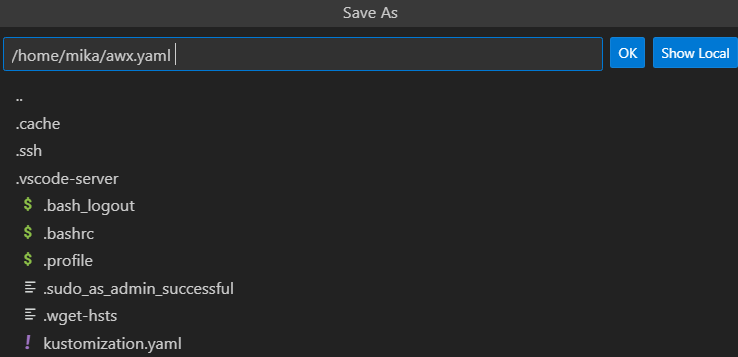 Save As
/home/mika/awx.yaml
OK
Show Local
..
.cache
.ssh
.vscode-server
$ .bash_logout
$ .bashrc
$ .profile
.sudo_as_admin_successful
.wget-hsts
! kustomization.yaml